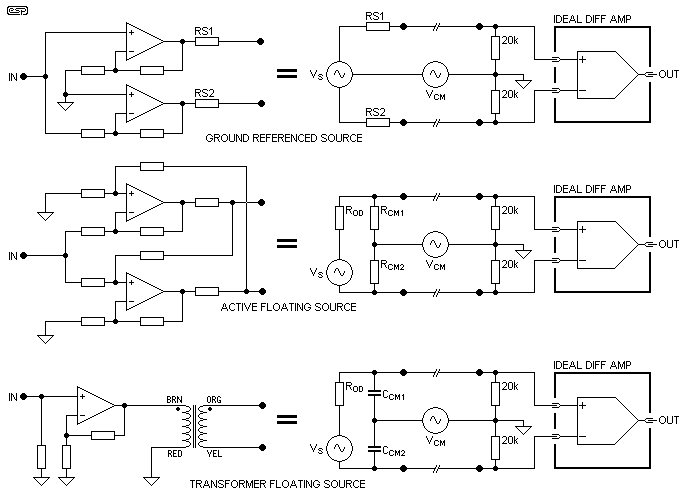 esp
RS1
IN
RS2
GROUND REFERENCED SOURCE
=
RS1
VS
VCM
RS2
20k
20k
IDEAL DIFF AMP
OUT
IN
ACTIVE FLOATING SOURCE
=
ROD
RCM1
VS
RCM2
VCM
20k
20k
IDEAL DIFF AMP
OUT
IN
BRN
ORG
RED
YEL
TRANSFORMER FLOATING SOURCE
=
ROD
CCM1
VS
CCM2
VCM
20k
20k
IDEAL DIFF AMP
OUT